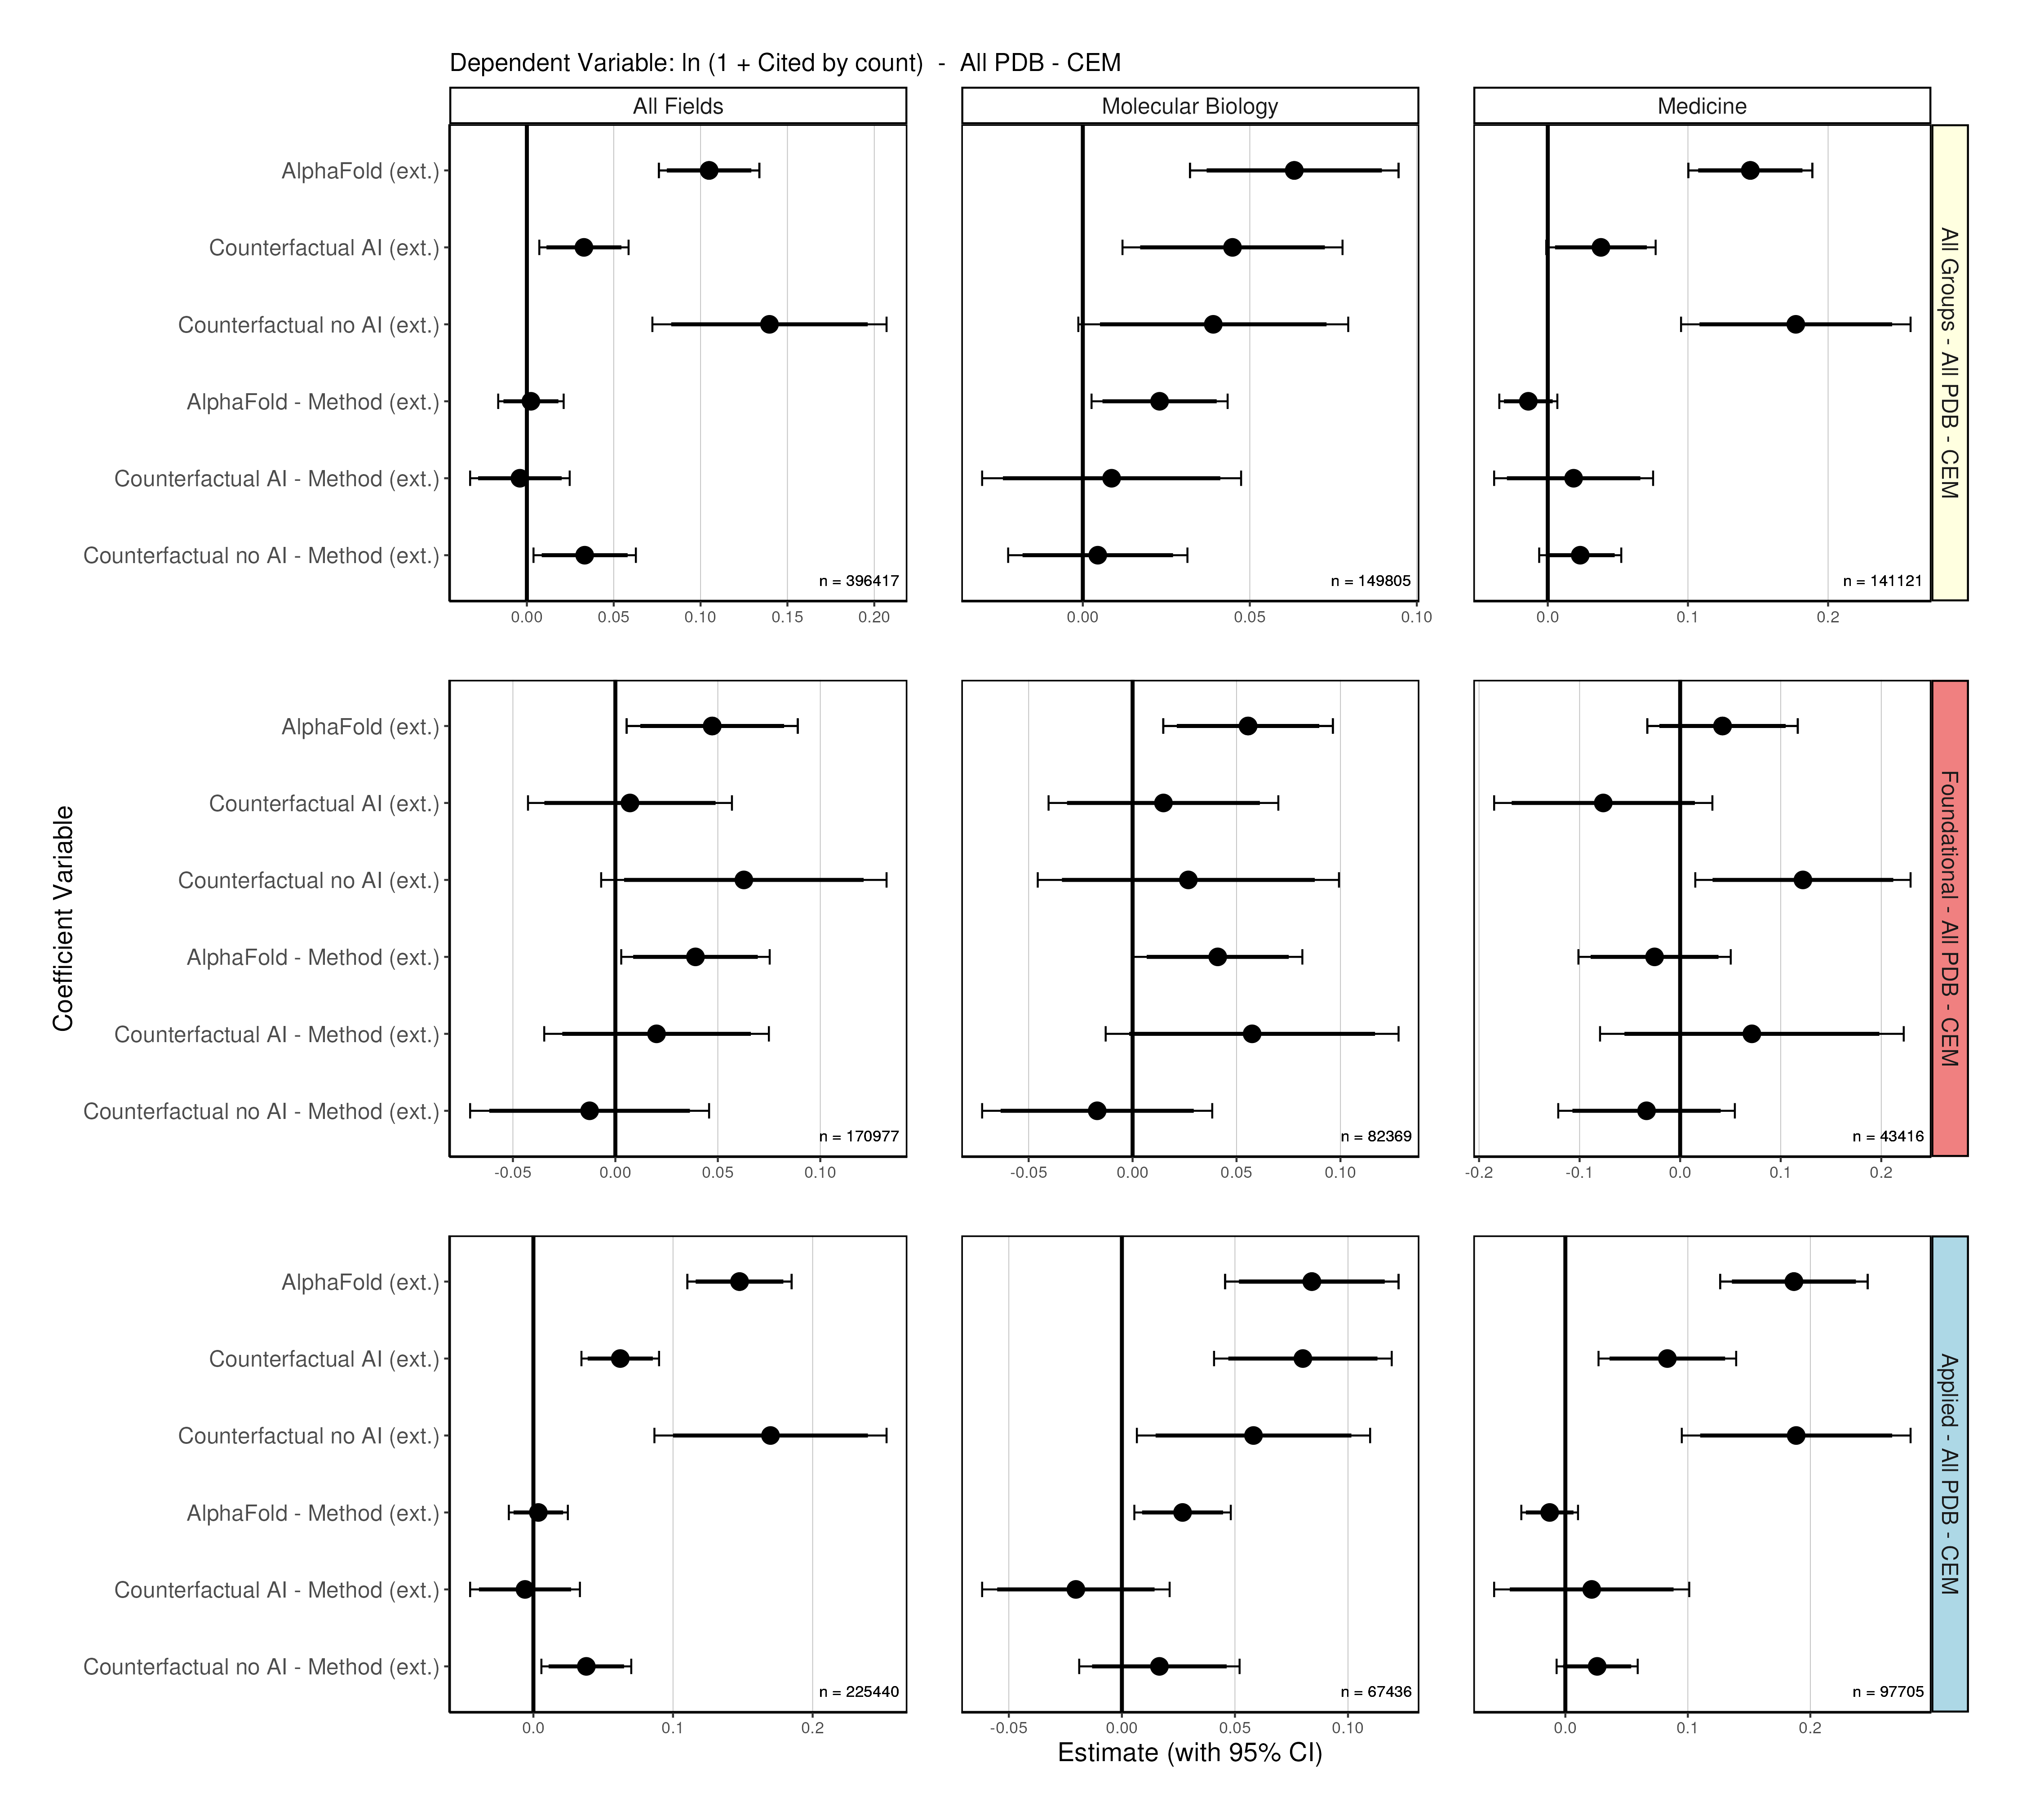 Dependent Variable: ln (1 + Cited by count)  -  All PDB - CEM
All Fields
Molecular Biology
Medicine
AlphaFold (ext.)
Counterfactual AI (ext.)
Counterfactual no AI (ext.)
AlphaFold - Method (ext.)
Counterfactual AI - Method (ext.)
Counterfactual no AI - Method (ext.)
n = 396417
n = 149805
n = 141121
All Groups - All PDB - CEM
0.00 0.05 0.10 0.15 0.20
0.00 0.05 0.10
0.0 0.1 0.2
Coefficient Variable
AlphaFold (ext.)
Counterfactual AI (ext.)
Counterfactual no AI (ext.)
AlphaFold - Method (ext.)
Counterfactual AI - Method (ext.)
Counterfactual no AI - Method (ext.)
n = 170977
n = 82369
n = 43416
Foundational - All PDB - CEM
-0.05 0.00 0.05 0.10
-0.05 0.00 0.05 0.10
-0.2 -0.1 0.0 0.1 0.2
AlphaFold (ext.)
Counterfactual AI (ext.)
Counterfactual no AI (ext.)
AlphaFold - Method (ext.)
Counterfactual AI - Method (ext.)
Counterfactual no AI - Method (ext.)
n = 225440
n = 67436
n = 97705
Applied - All PDB - CEM
0.0 0.1 0.2
-0.05 0.00 0.05 0.10
0.0 0.1 0.2
Estimate (with 95% CI)